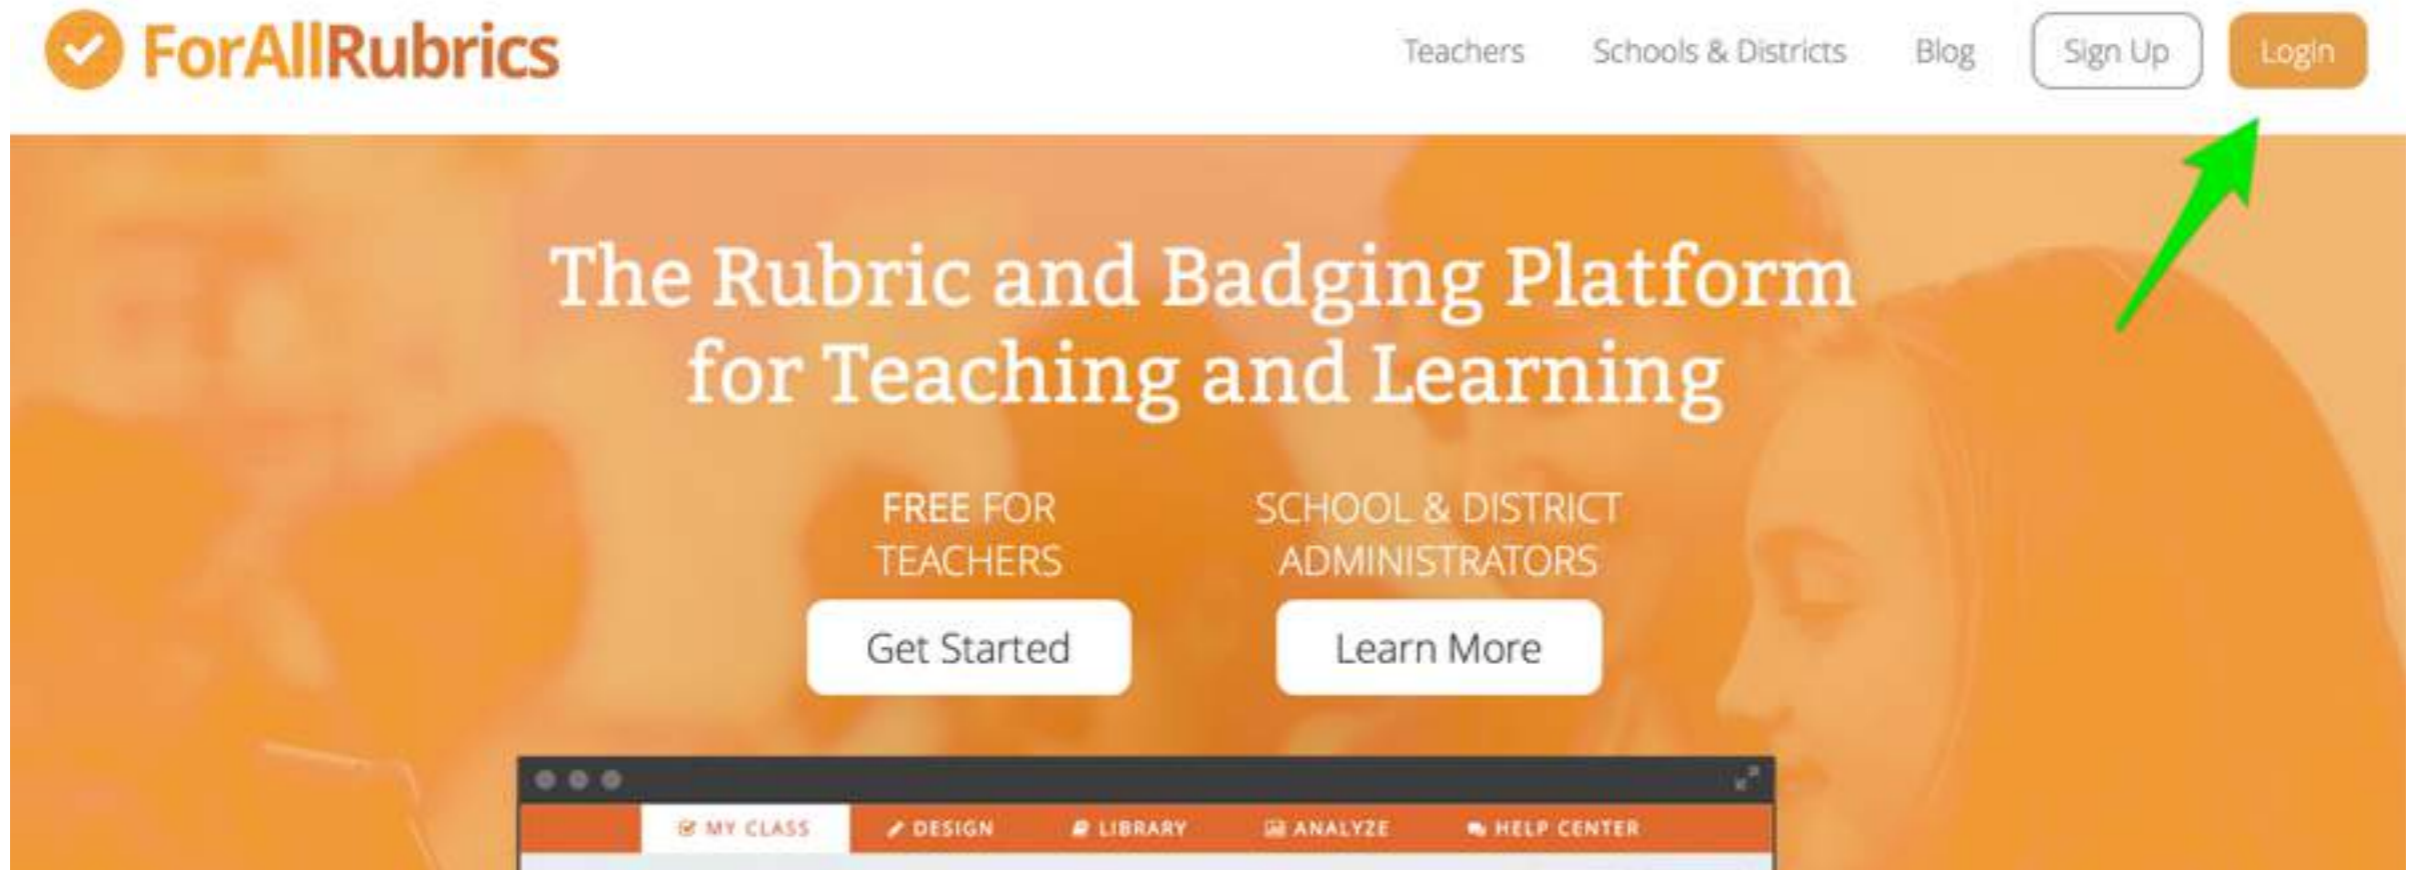 ForAllRubrics
Teachers
Schools & Districts
Blog
Sign Up
Login
The Rubric and Badging Platform
for Teaching and Learning
FREE FOR
TEACHERS
Get Started
SCHOOL & DISTRICT
ADMINISTRATORS
Learn More
MY CLASS
DESIGN
LIBRARY
ANALYZE
HELP CENTER